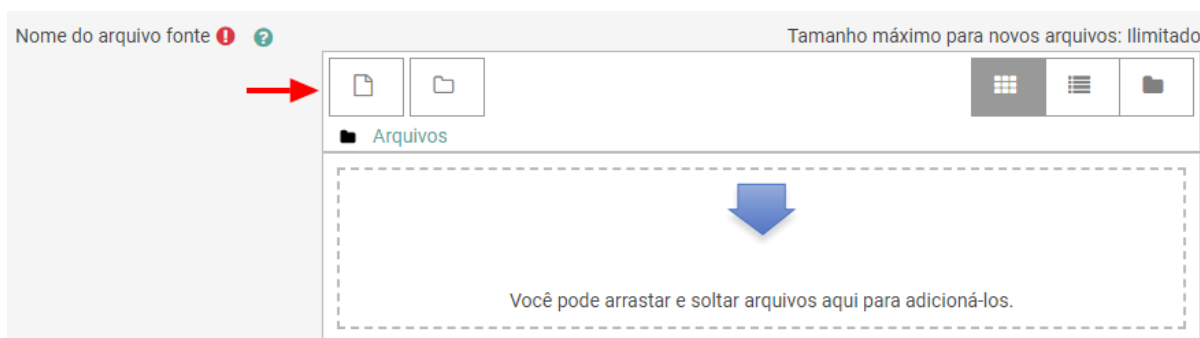 Nome do arquivo fonte
Tamanho máximo para novos arquivos: Ilimitado
Arquivos
Você pode arrastar e soltar arquivos aqui para adicioná-los.